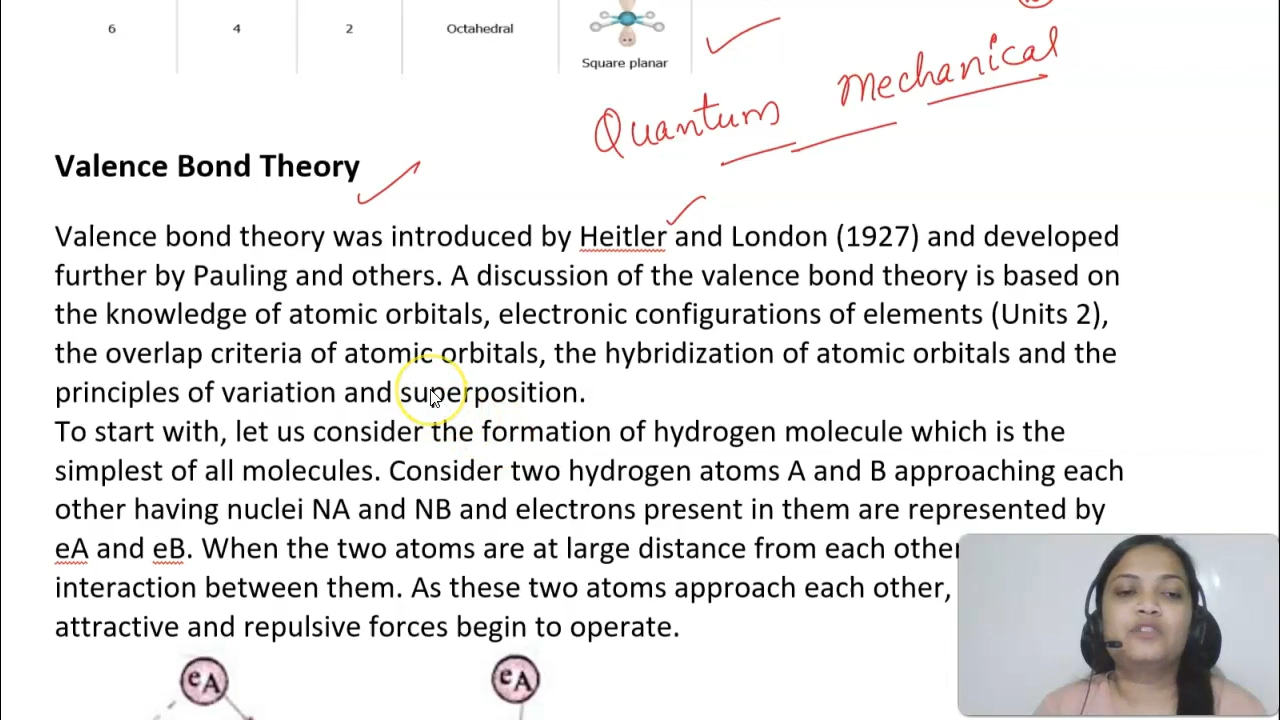 6 4 2 Octahedral
Square planar
Quantum Mechanical
Valence Bond Theory
Valence bond theory was introduced by Heitler and London (1927) and developed
further by Pauling and others. A discussion of the valence bond theory is based on
the knowledge of atomic orbitals, electronic configurations of elements (Units 2),
the overlap criteria of atomic orbitals, the hybridization of atomic orbitals and the
principles of variation and superposition.
To start with, let us consider the formation of hydrogen molecule which is the
simplest of all molecules. Consider two hydrogen atoms A and B approaching each
other having nuclei NA and NB and electrons present in them are represented by
eA and eB. When the two atoms are at large distance from each other
interaction between them. As these two atoms approach each other,
attractive and repulsive forces begin to operate.
eA eA